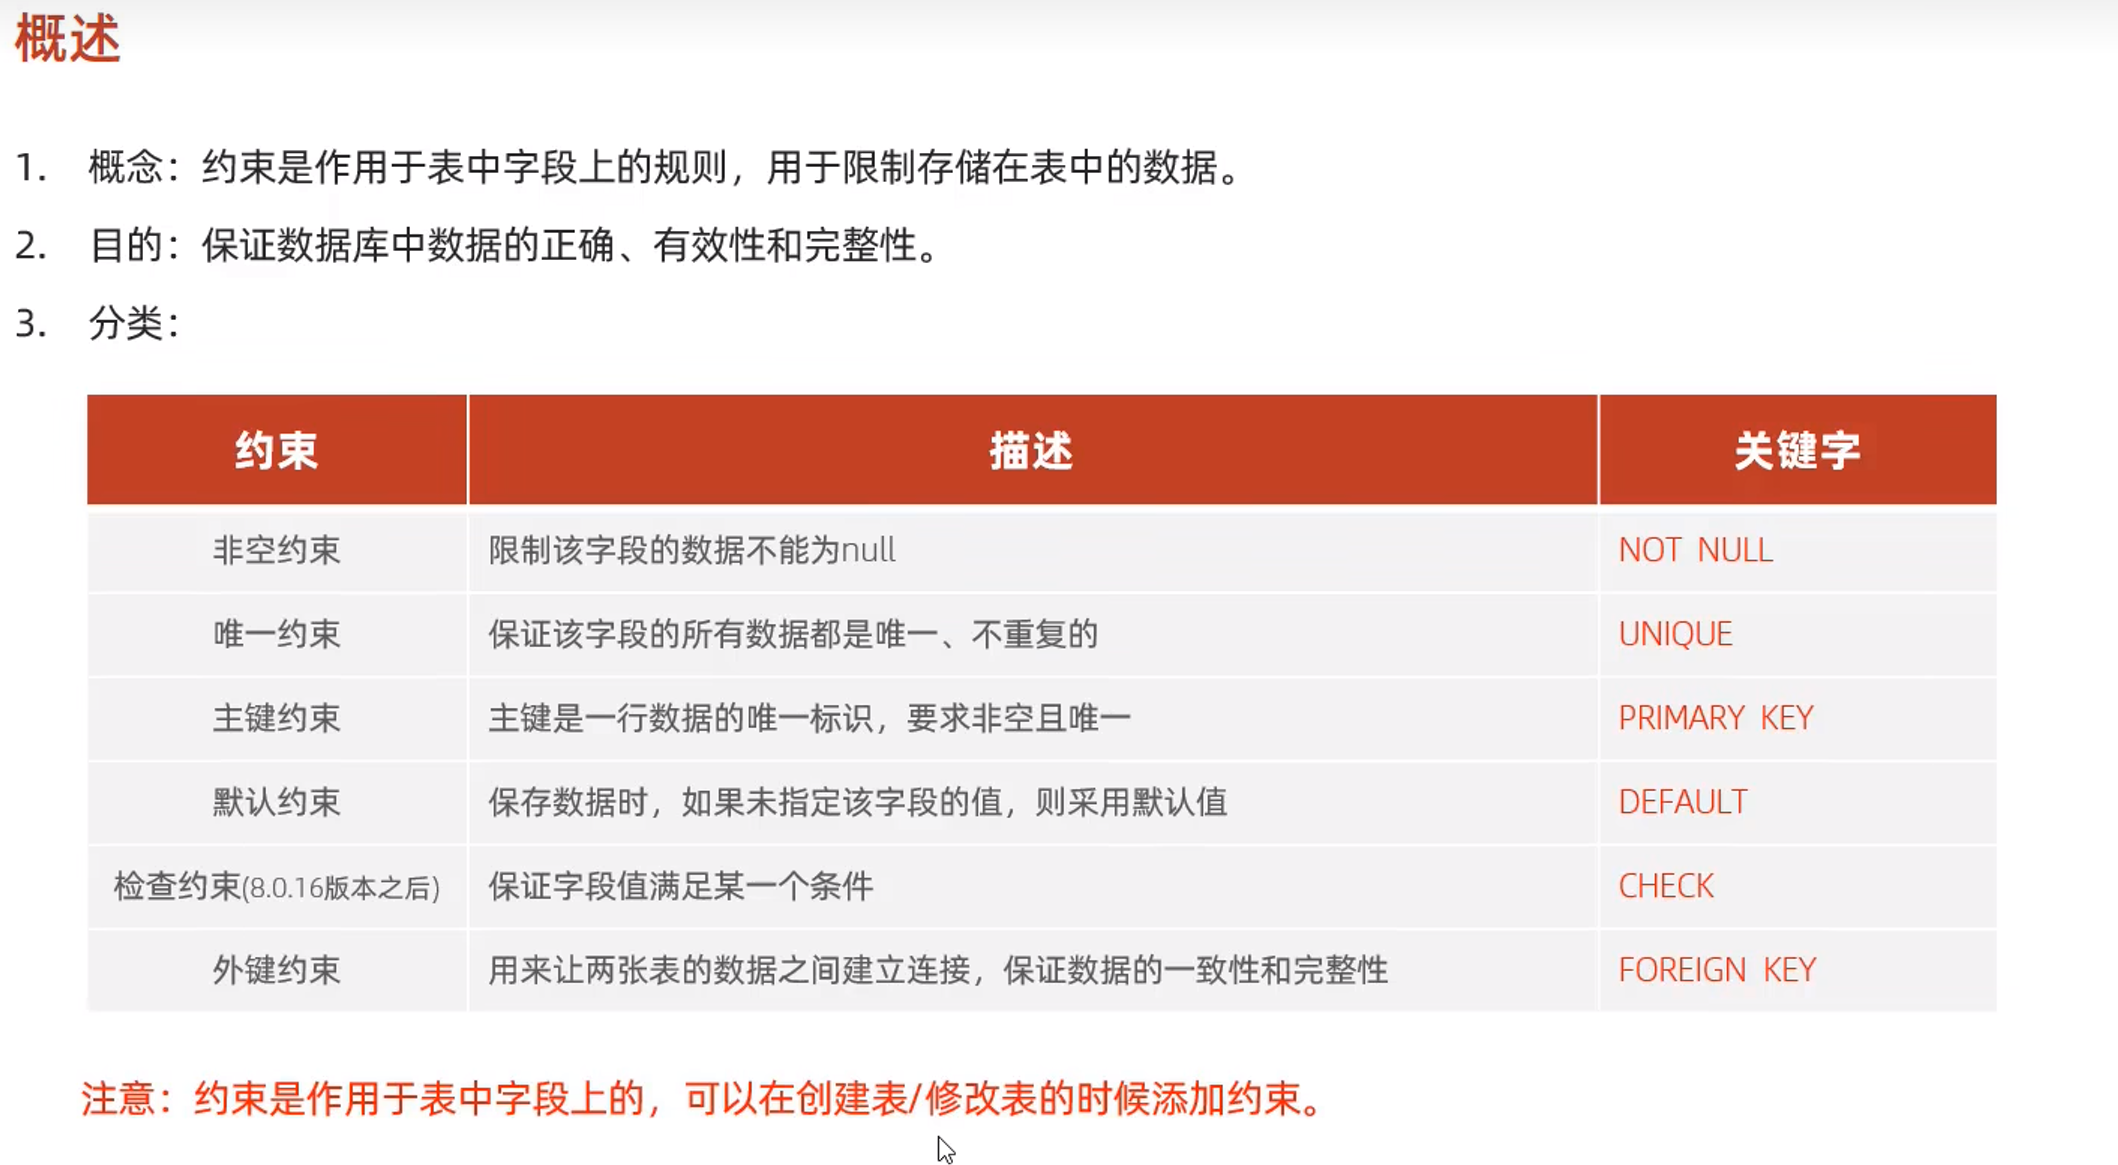 概述
1. 概念：约束是作用于表中字段上的规则，用于限制存储在表中的数据。
2. 目的：保证数据库中数据的正确、有效性和完整性。
3. 分类：
约束 描述 关键字
非空约束 限制该字段的数据不能为null NOT NULL
唯一约束 保证该字段的所有数据都是唯一、不重复的 UNIQUE
主键约束 主键是一行数据的唯一标识，要求非空且唯一 PRIMARY KEY
默认约束 保存数据时，如果未指定该字段的值，则采用默认值 DEFAULT
检查约束(8.0.16版本之后) 保证字段值满足某一个条件 CHECK
外键约束 用来让两张表的数据之间建立连接，保证数据的一致性和完整性 FOREIGN KEY
注意：约束是作用于表中字段上的，可以在创建表/修改表的时候添加约束。